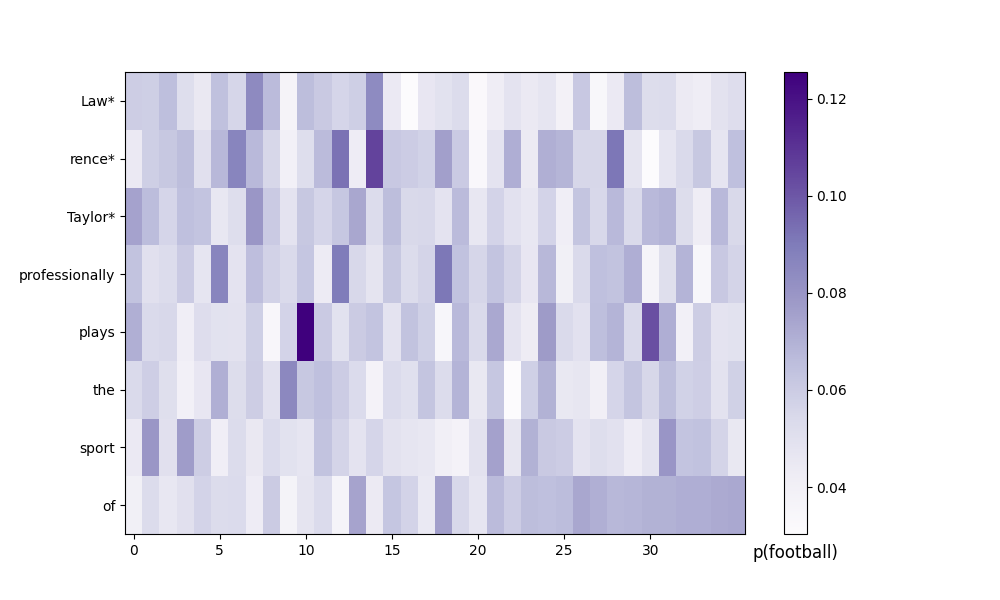 Law*
rence*
Taylor*
professionally
plays
the
sport
of
0 5 10 15 20 25 30
0.12
0.10
0.08
0.06
0.04
p(football)